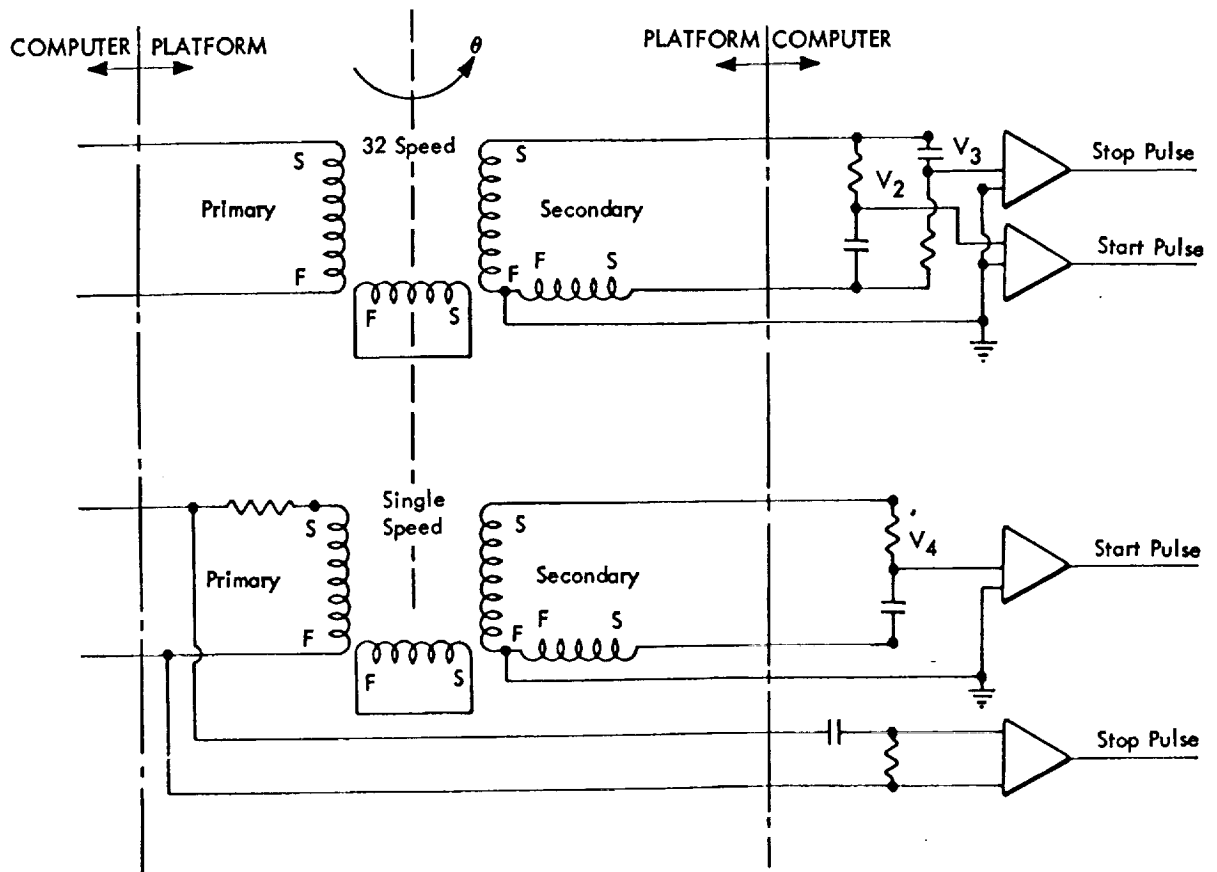 COMPUTER PLATFORM
θ
PLATFORM COMPUTER
32 Speed
S
S
Primary
Secondary
F
F
F
S
F
S
V2
V3
Stop Pulse
Start Pulse
Single
Speed
S
S
Primary
Secondary
F
F
F
S
F
S
V4
Start Pulse
Stop Pulse